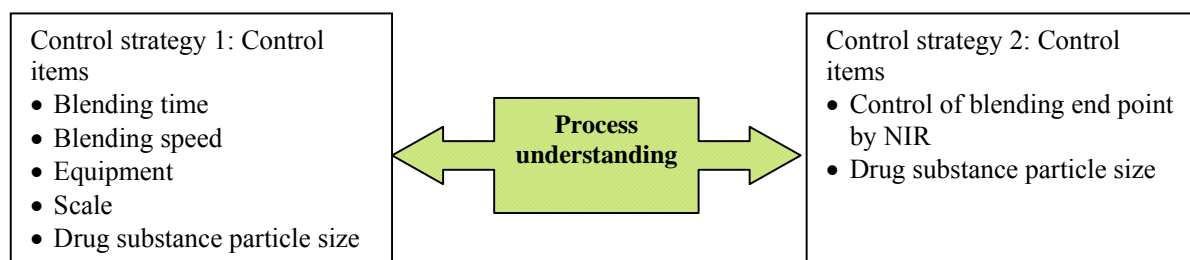 Control strategy 1: Control
items
• Blending time
• Blending speed
• Equipment
• Scale
• Drug substance particle size
Process
understanding
Control strategy 2: Control
items
• Control of blending end point
by NIR
• Drug substance particle size